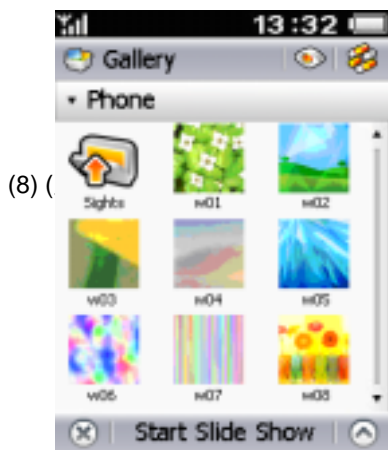 13:32
Gallery
Phone
(8) (
Sights w01 w02
w03 w04 w05
w06 w07 w08
Start Slide Show